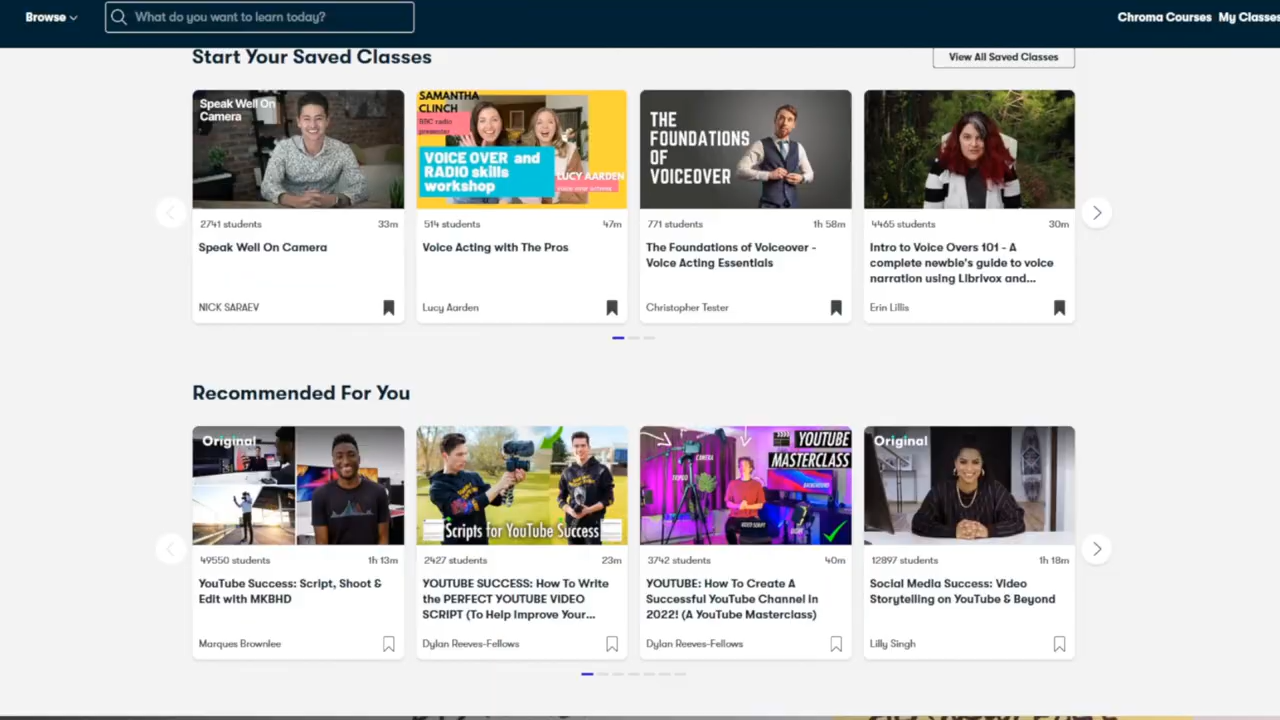 Browse
What do you want to learn today?
Chroma Courses My Classes
Start Your Saved Classes
View All Saved Classes
Speak Well On
Camera
SAMANTHA
CLINCH
BBC radio
presenter
VOICE OVER and
RADIO skills
workshop
LUCY AARDEN
THE
FOUNDATIONS
OF
VOICEOVER
2741 students 33m
514 students 47m
771 students 1h 58m
4465 students 30m
Speak Well On Camera
Voice Acting with The Pros
The Foundations of Voiceover -
Voice Acting Essentials
Intro to Voice Overs 101 - A
complete newbie's guide to voice
narration using Librivox and...
NICK SARAEV
Lucy Aarden
Christopher Tester
Erin Lillis
Recommended For You
Original
Scripts for YouTube Success
YOUTUBE
MASTERCLASS
CAMERA
TRIPOD
Original
49550 students 1h 13m
2427 students 23m
3742 students 40m
12897 students 1h 18m
YouTube Success: Script, Shoot &
Edit with MKBHD
YOUTUBE SUCCESS: How To Write
the PERFECT YOUTUBE VIDEO
SCRIPT (To Help Improve Your...
YOUTUBE: How To Create A
Successful YouTube Channel in
2022! (A YouTube Masterclass)
Social Media Success: Video
Storytelling on YouTube & Beyond
Marques Brownlee
Dylan Reeves-Fellows
Dylan Reeves-Fellows
Lilly Singh